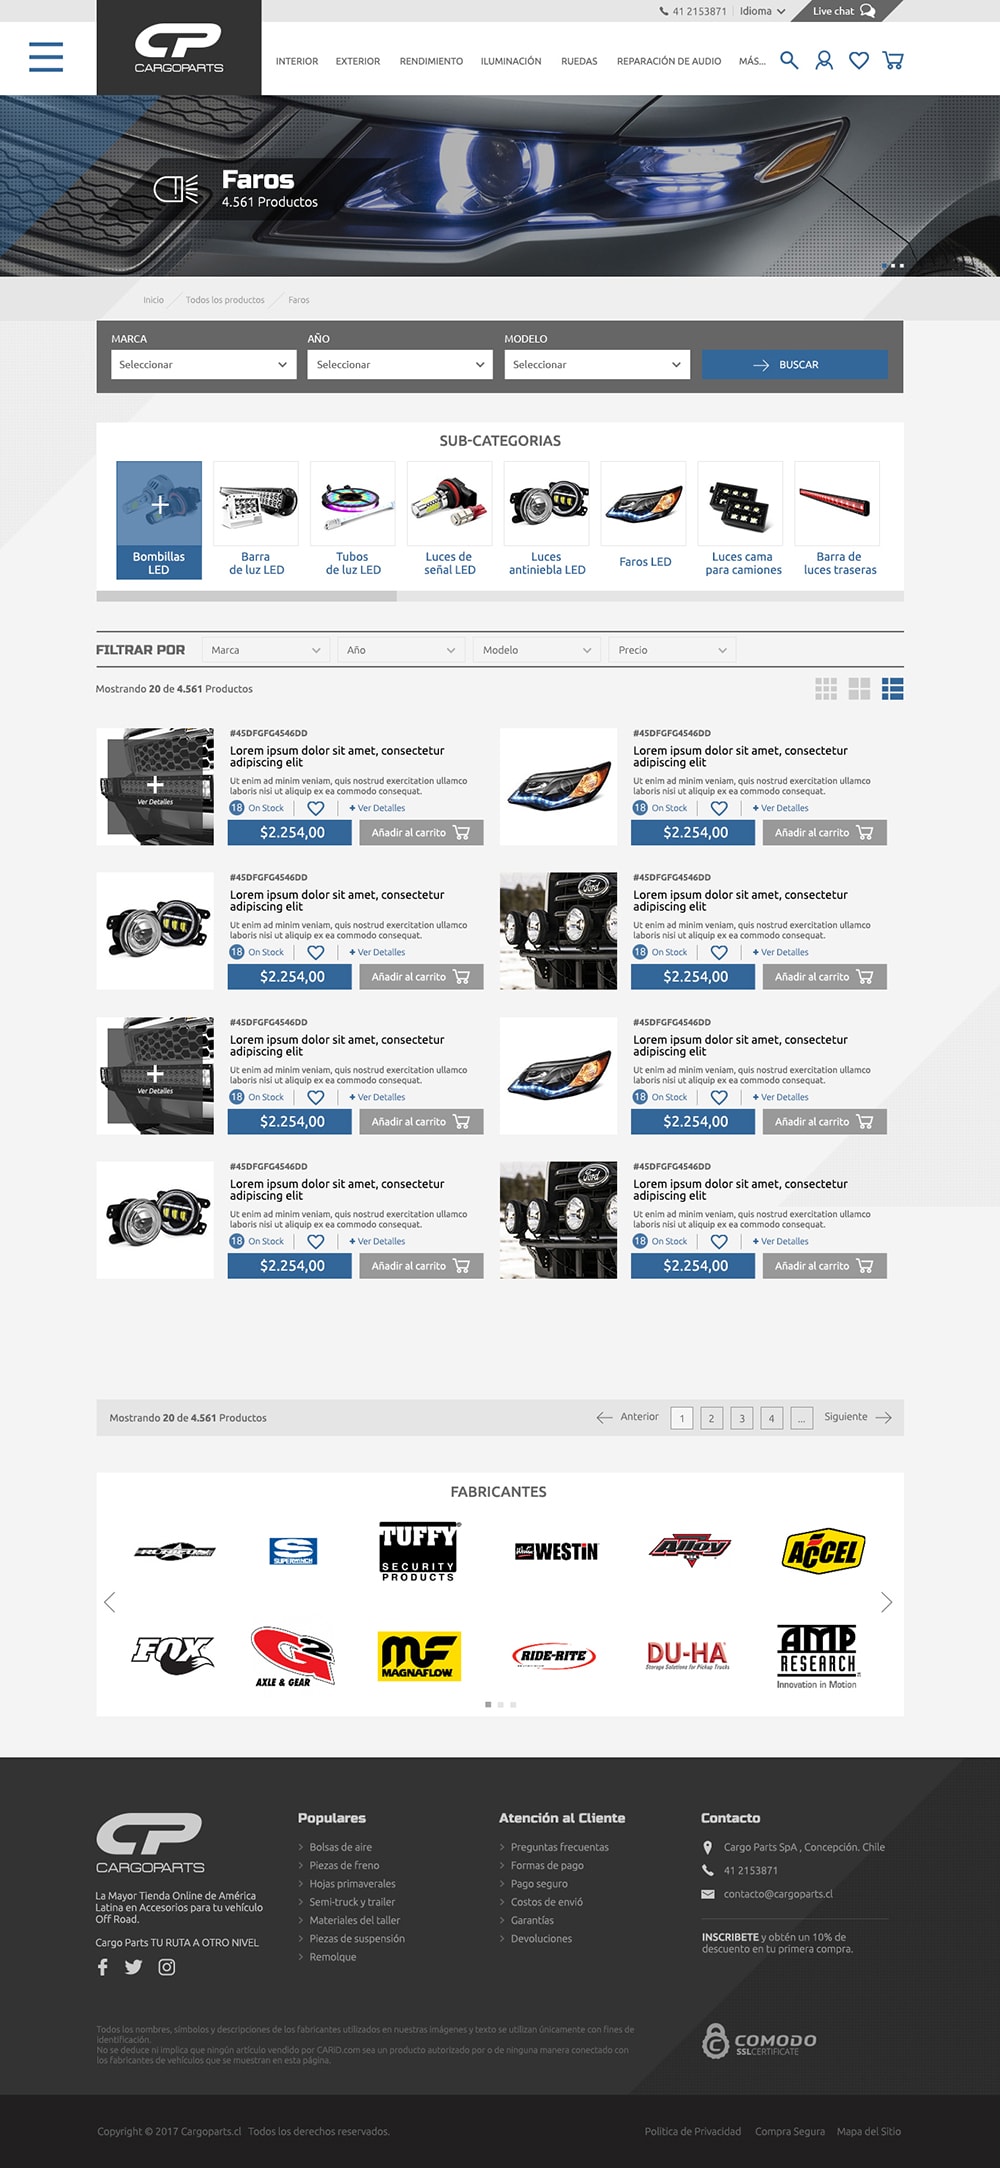 41 2153871
Idioma
Live chat
CP
CARGOPARTS
INTERIOR
EXTERIOR
RENDIMIENTO
ILUMINACIÓN
RUEDAS
REPARACIÓN DE AUDIO
MÁS...
Faros
4.561 Productos
Inicio
Todos los productos
Faros
MARCA
AÑO
MODELO
Seleccionar
Seleccionar
Seleccionar
BUSCAR
SUB-CATEGORIAS
Bombillas
LED
Barra
de luz LED
Tubos
de luz LED
Luces de
señal LED
Luces
antiniebla LED
Faros LED
Luces cama
para camiones
Barra de
luces traseras
FILTRAR POR
Marca
Año
Modelo
Precio
Mostrando 20 de 4.561 Productos
Ver Detalles
#45DFGFG4546DD
Lorem ipsum dolor sit amet, consectetur
adipiscing elit
Ut enim ad minim veniam, quis nostrud exercitation ullamco
laboris nisi ut aliquip ex ea commodo consequat.
18 On Stock
+ Ver Detalles
$2.254,00
Añadir al carrito
#45DFGFG4546DD
Lorem ipsum dolor sit amet, consectetur
adipiscing elit
Ut enim ad minim veniam, quis nostrud exercitation ullamco
laboris nisi ut aliquip ex ea commodo consequat.
18 On Stock
+ Ver Detalles
$2.254,00
Añadir al carrito
#45DFGFG4546DD
Lorem ipsum dolor sit amet, consectetur
adipiscing elit
Ut enim ad minim veniam, quis nostrud exercitation ullamco
laboris nisi ut aliquip ex ea commodo consequat.
18 On Stock
+ Ver Detalles
$2.254,00
Añadir al carrito
Ford
#45DFGFG4546DD
Lorem ipsum dolor sit amet, consectetur
adipiscing elit
Ut enim ad minim veniam, quis nostrud exercitation ullamco
laboris nisi ut aliquip ex ea commodo consequat.
18 On Stock
+ Ver Detalles
$2.254,00
Añadir al carrito
Ver Detalles
#45DFGFG4546DD
Lorem ipsum dolor sit amet, consectetur
adipiscing elit
Ut enim ad minim veniam, quis nostrud exercitation ullamco
laboris nisi ut aliquip ex ea commodo consequat.
18 On Stock
+ Ver Detalles
$2.254,00
Añadir al carrito
#45DFGFG4546DD
Lorem ipsum dolor sit amet, consectetur
adipiscing elit
Ut enim ad minim veniam, quis nostrud exercitation ullamco
laboris nisi ut aliquip ex ea commodo consequat.
18 On Stock
+ Ver Detalles
$2.254,00
Añadir al carrito
#45DFGFG4546DD
Lorem ipsum dolor sit amet, consectetur
adipiscing elit
Ut enim ad minim veniam, quis nostrud exercitation ullamco
laboris nisi ut aliquip ex ea commodo consequat.
18 On Stock
+ Ver Detalles
$2.254,00
Añadir al carrito
Ford
#45DFGFG4546DD
Lorem ipsum dolor sit amet, consectetur
adipiscing elit
Ut enim ad minim veniam, quis nostrud exercitation ullamco
laboris nisi ut aliquip ex ea commodo consequat.
18 On Stock
+ Ver Detalles
$2.254,00
Añadir al carrito
Mostrando 20 de 4.561 Productos
Anterior
1
2
3
4
...
Siguiente
FABRICANTES
S
SUPERWINCH
TUFFY
SECURITY
PRODUCTS
WESTiN
Alloy
ACCEL
FOX
G2
AXLE & GEAR
MF
MAGNAFLOW
RIDE-RITE
DU-HA
Storage Solutions for Pickup Trucks
AMP
RESEARCH
Innovation in Motion
CP
CARGOPARTS
La Mayor Tienda Online de América
Latina en Accesorios para tu vehículo
Off Road.
Cargo Parts TU RUTA A OTRO NIVEL
Populares
Bolsas de aire
Piezas de freno
Hojas primaverales
Semi-truck y trailer
Materiales del taller
Piezas de suspensión
Remolque
Atención al Cliente
Preguntas frecuentas
Formas de pago
Pago seguro
Costos de envió
Garantías
Devoluciones
Contacto
Cargo Parts SpA , Concepción. Chile
41 2153871
contacto@cargoparts.cl
INSCRIBETE y obtén un 10% de
descuento en tu primera compra.
Todos los nombres, símbolos y descripciones de los fabricantes utilizados en nuestras imágenes y texto se utilizan únicamente con fines de
identificación.
No se deduce ni implica que ningún artículo vendido por CARiD.com sea un producto autorizado por o de ninguna manera conectado con
los fabricantes de vehículos que se muestran en esta página.
COMODO
SSLCERTIFICATE
Copyright © 2017 Cargoparts.cl Todos los derechos reservados.
Politica de Privacidad
Compra Segura
Mapa del Sitio